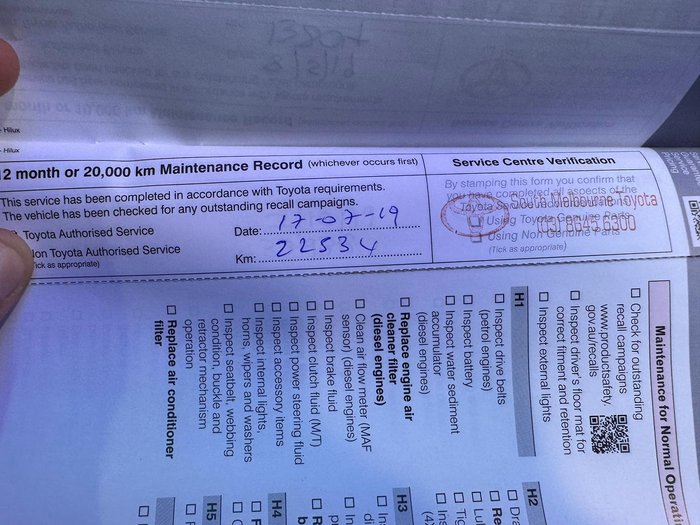 - Hilux
- Hilux
2 month or 20,000 km Maintenance Record (whichever occurs first)
This service has been completed in accordance with Toyota requirements.
The vehicle has been checked for any outstanding recall campaigns.
Toyota Authorised Service
Non Toyota Authorised Service
(Tick as appropriate)
Date: 17-07-19
Km: 22534
Service Centre Verification
By stamping this form you confirm that
you have completed all aspects of the
Toyota Service
South Melbourne Toyota
(03) 8645 6300
Using Toyota Genuine Parts
Using Non Genuine Parts
(Tick as appropriate)
Maintenance for Normal Operati
Check for outstanding
recall campaigns
www.productsafety.
gov.au/recalls
Inspect driver's floor mat for
correct fitment and retention
Inspect external lights
H1
Inspect drive belts
(petrol engines)
Inspect battery
Inspect water sediment
accumulator
(diesel engines)
Replace engine air
cleaner filter
(diesel engines)
Clean air flow meter (MAF
sensor) (diesel engines)
Inspect brake fluid
Inspect clutch fluid (M/T)
Inspect power steering fluid
Inspect accessory items
Inspect internal lights,
horns, wipers and washers
Inspect seatbelt, webbing
condition, buckle and
retractor mechanism
operation
Replace air conditioner
filter
H2
H3
H4
H5